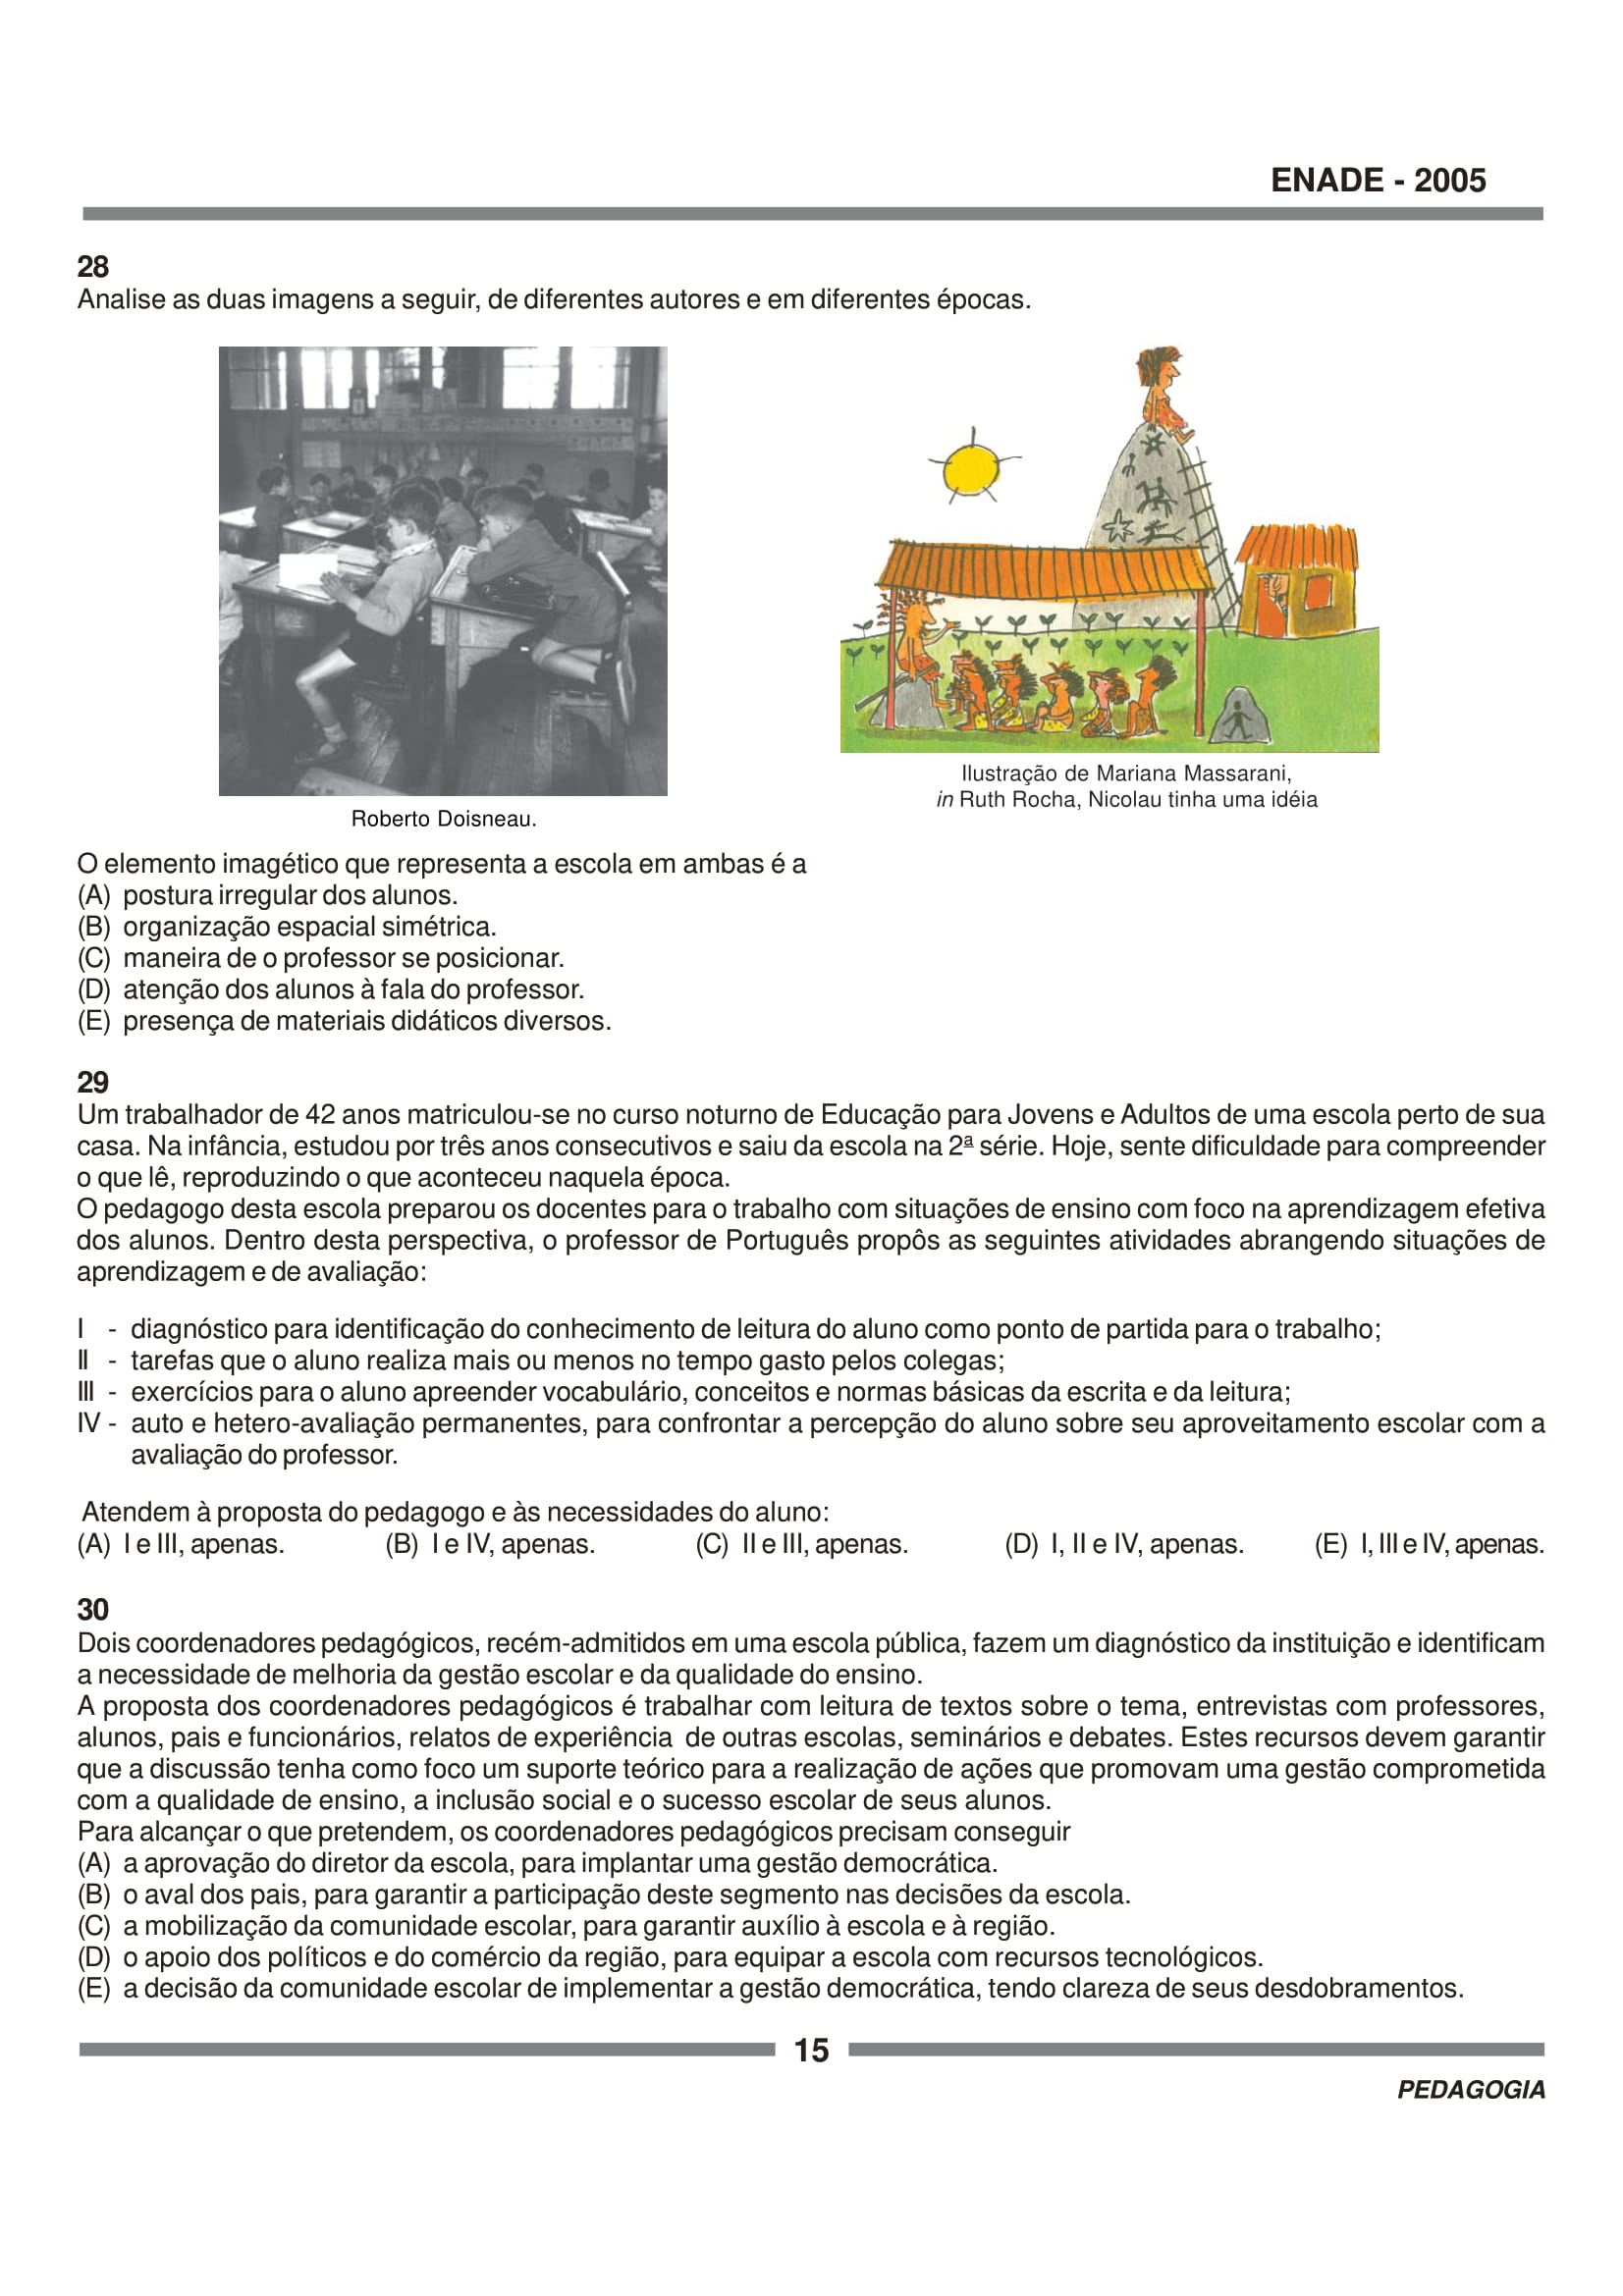 ENADE - 2005
28
Analise as duas imagens a seguir, de diferentes autores e em diferentes épocas.
Roberto Doisneau.
Ilustração de Mariana Massarani,
in Ruth Rocha, Nicolau tinha uma idéia
O elemento imagético que representa a escola em ambas é a
(A) postura irregular dos alunos.
(B) organização espacial simétrica.
(C) maneira de o professor se posicionar.
(D) atenção dos alunos à fala do professor.
(E) presença de materiais didáticos diversos.
29
Um trabalhador de 42 anos matriculou-se no curso noturno de Educação para Jovens e Adultos de uma escola perto de sua
casa. Na infância, estudou por três anos consecutivos e saiu da escola na 2ª série. Hoje, sente dificuldade para compreender
o que lê, reproduzindo o que aconteceu naquela época.
O pedagogo desta escola preparou os docentes para o trabalho com situações de ensino com foco na aprendizagem efetiva
dos alunos. Dentro desta perspectiva, o professor de Português propôs as seguintes atividades abrangendo situações de
aprendizagem e de avaliação:
I - diagnóstico para identificação do conhecimento de leitura do aluno como ponto de partida para o trabalho;
II - tarefas que o aluno realiza mais ou menos no tempo gasto pelos colegas;
III - exercícios para o aluno apreender vocabulário, conceitos e normas básicas da escrita e da leitura;
IV - auto e hetero-avaliação permanentes, para confrontar a percepção do aluno sobre seu aproveitamento escolar com a
avaliação do professor.
Atendem à proposta do pedagogo e às necessidades do aluno:
(A) I e III, apenas. (B) I e IV, apenas. (C) II e III, apenas. (D) I, II e IV, apenas. (E) I, III e IV, apenas.
30
Dois coordenadores pedagógicos, recém-admitidos em uma escola pública, fazem um diagnóstico da instituição e identificam
a necessidade de melhoria da gestão escolar e da qualidade do ensino.
A proposta dos coordenadores pedagógicos é trabalhar com leitura de textos sobre o tema, entrevistas com professores,
alunos, pais e funcionários, relatos de experiência de outras escolas, seminários e debates. Estes recursos devem garantir
que a discussão tenha como foco um suporte teórico para a realização de ações que promovam uma gestão comprometida
com a qualidade de ensino, a inclusão social e o sucesso escolar de seus alunos.
Para alcançar o que pretendem, os coordenadores pedagógicos precisam conseguir
(A) a aprovação do diretor da escola, para implantar uma gestão democrática.
(B) o aval dos pais, para garantir a participação deste segmento nas decisões da escola.
(C) a mobilização da comunidade escolar, para garantir auxílio à escola e à região.
(D) o apoio dos políticos e do comércio da região, para equipar a escola com recursos tecnológicos.
(E) a decisão da comunidade escolar de implementar a gestão democrática, tendo clareza de seus desdobramentos.
15
PEDAGOGIA